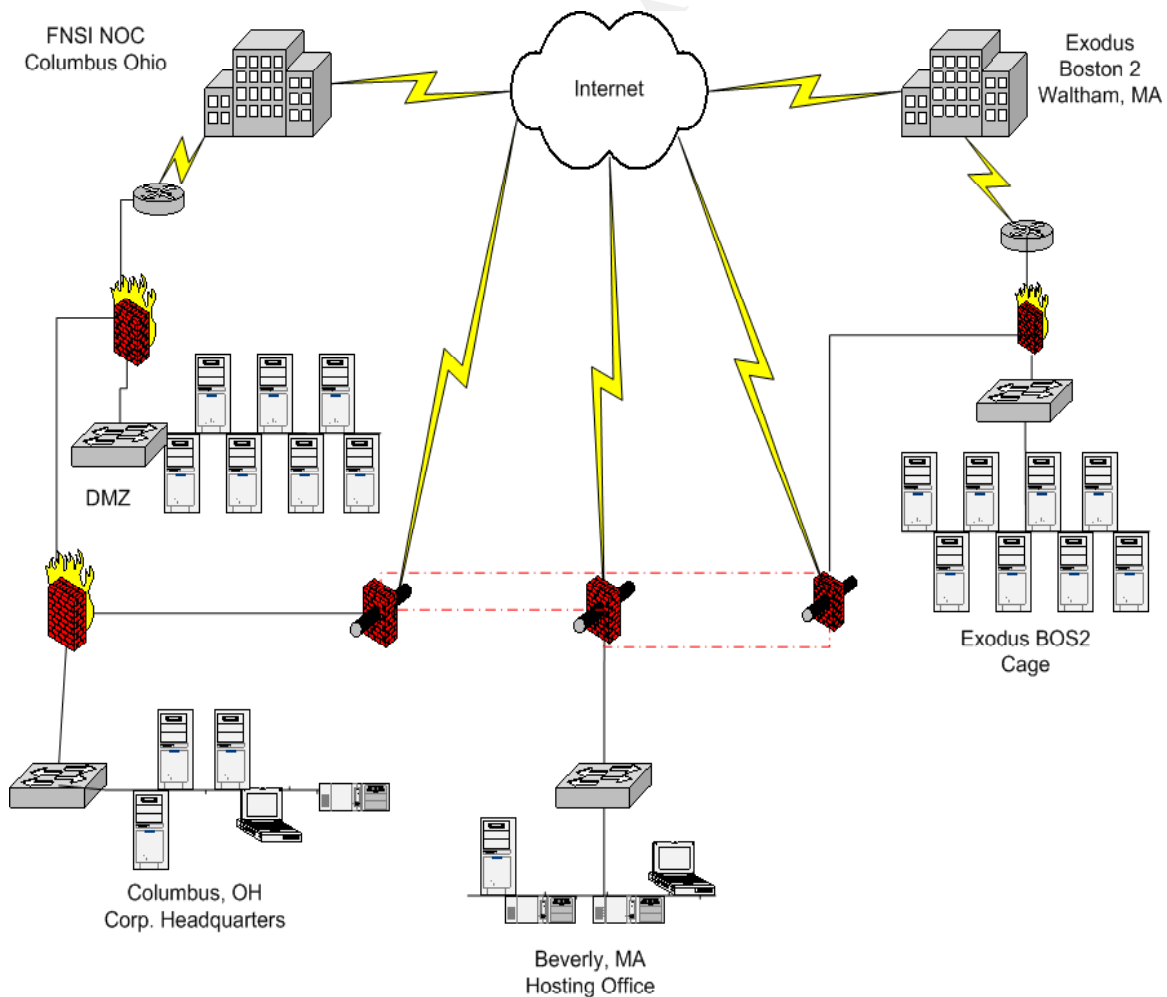 FNSI NOC
Columbus Ohio
Internet
Exodus
Boston 2
Waltham, MA
DMZ
Exodus BOS2
Cage
Columbus, OH
Corp. Headquarters
Beverly, MA
Hosting Office